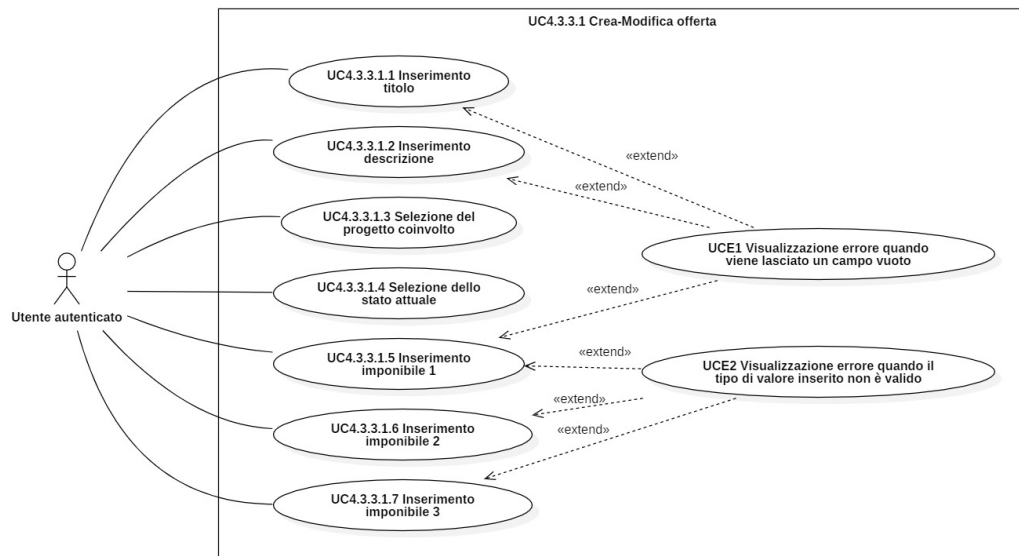 UC4.3.3.1 Crea-Modifica offerta
UC4.3.3.1.1 Inserimento
titolo
«extend»
UC4.3.3.1.2 Inserimento
descrizione
«extend»
UC4.3.3.1.3 Selezione del
progetto coinvolto
UCE1 Visualizzazione errore quando
viene lasciato un campo vuoto
Utente autenticato
UC4.3.3.1.4 Selezione dello
stato attuale
«extend»
UC4.3.3.1.5 Inserimento
imponibile 1
«extend»
UCE2 Visualizzazione errore quando il
tipo di valore inserito non è valido
«extend»
UC4.3.3.1.6 Inserimento
imponibile 2
«extend»
UC4.3.3.1.7 Inserimento
imponibile 3